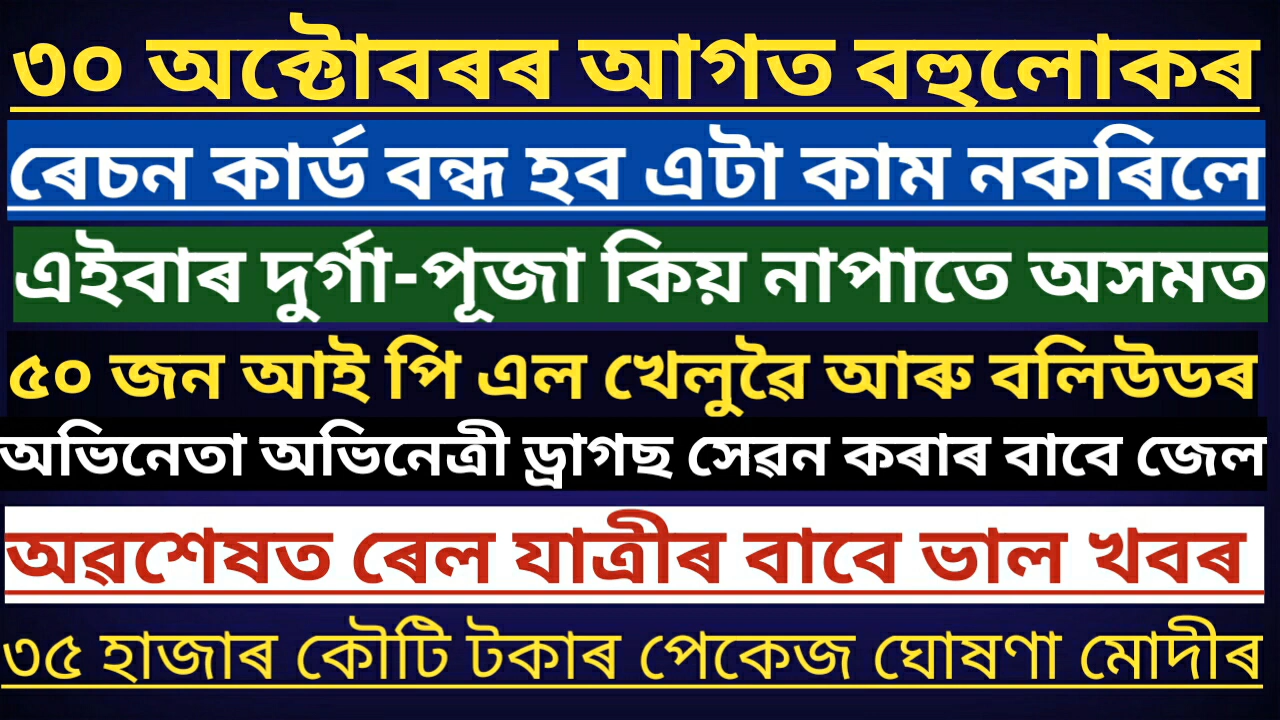 ৩০ অক্টোবৰৰ আগত বহুলোকৰ
ৰেচন কাৰ্ড বন্ধ হব এটা কাম নকৰিলে
এইবাৰ দুৰ্গা-পূজা কিয় নাপাতে অসমত
৫০ জন আই পি এল খেলুৱৈ আৰু বলিউডৰ
অভিনেতা অভিনেত্ৰী ড্ৰাগছ সেৱন কৰাৰ বাবে জেল
অৱশেষত ৰেল যাত্ৰীৰ বাবে ভাল খবৰ
৩৫ হাজাৰ কৌটি টকাৰ পেকেজ ঘোষণা মোদীৰ